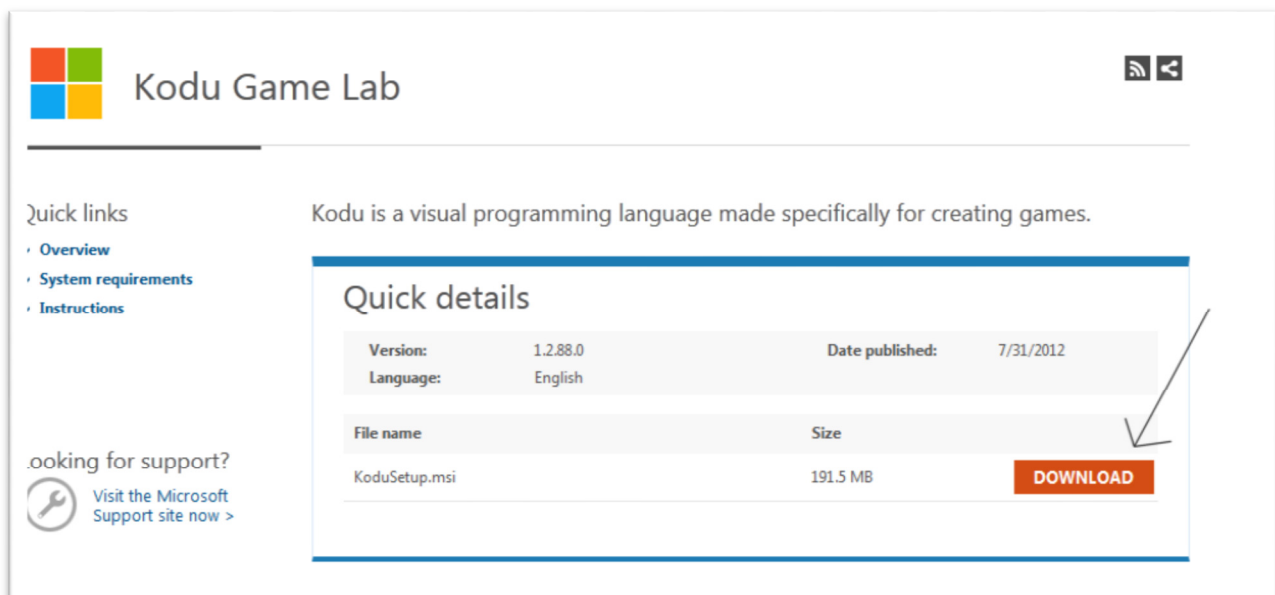 Kodu Game Lab
Quick links
Overview
System requirements
Instructions
Kodu is a visual programming language made specifically for creating games.
Quick details
Version: 1.2.88.0 Date published: 7/31/2012
Language: English
File name Size
KoduSetup.msi 191.5 MB DOWNLOAD
ooking for support?
Visit the Microsoft
Support site now >